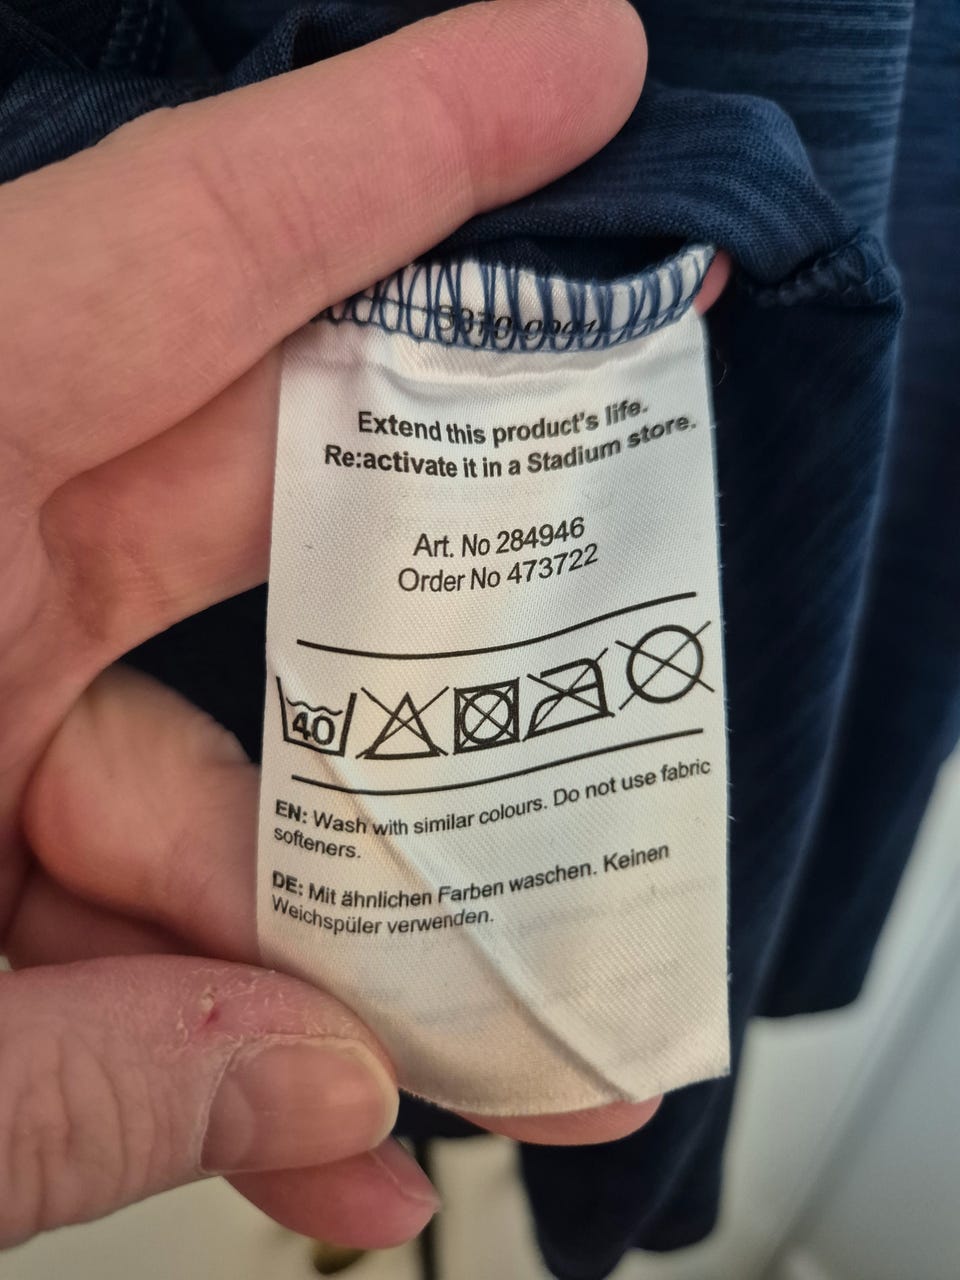 Extend this product's life.
Re:activate it in a Stadium store.
Art. No 284946
Order No 473722
40
EN: Wash with similar colours. Do not use fabric
softeners.
DE: Mit ähnlichen Farben waschen. Keinen
Weichspüler verwenden.